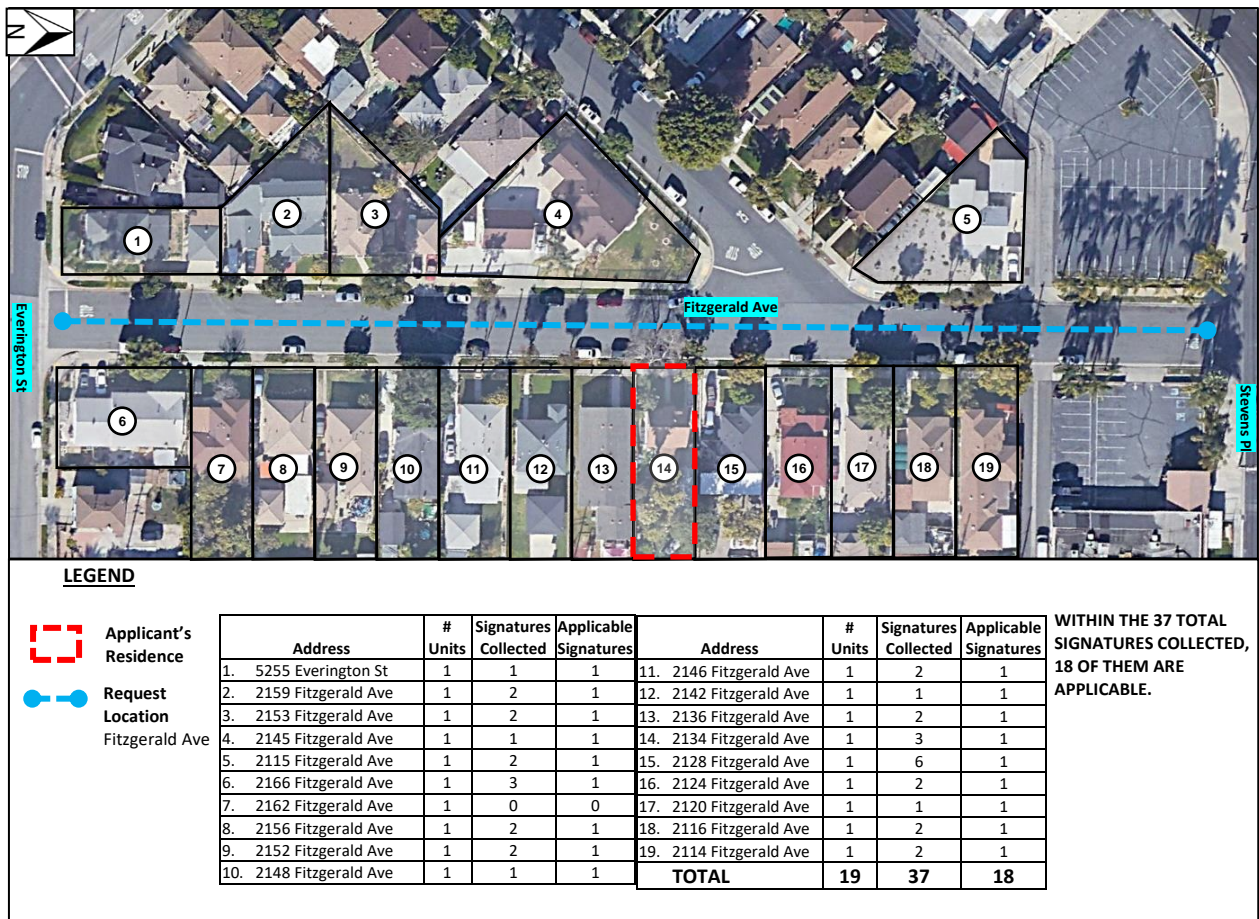 N
STOP
STOP
1
2
3
4
5
Everington St
Fitzgerald Ave
Stevens Pl
6
7
8
9
10
11
12
13
14
15
16
17
18
19
LEGEND
Applicant's
Residence
Request
Location
Fitzgerald Ave
Address # Units Signatures Collected Applicable Signatures
1. 5255 Everington St 1 1 1
2. 2159 Fitzgerald Ave 1 2 1
3. 2153 Fitzgerald Ave 1 2 1
4. 2145 Fitzgerald Ave 1 1 1
5. 2115 Fitzgerald Ave 1 2 1
6. 2166 Fitzgerald Ave 1 3 1
7. 2162 Fitzgerald Ave 1 0 0
8. 2156 Fitzgerald Ave 1 2 1
9. 2152 Fitzgerald Ave 1 2 1
10. 2148 Fitzgerald Ave 1 1 1
Address # Units Signatures Collected Applicable Signatures
11. 2146 Fitzgerald Ave 1 2 1
12. 2142 Fitzgerald Ave 1 1 1
13. 2136 Fitzgerald Ave 1 2 1
14. 2134 Fitzgerald Ave 1 3 1
15. 2128 Fitzgerald Ave 1 6 1
16. 2124 Fitzgerald Ave 1 2 1
17. 2120 Fitzgerald Ave 1 1 1
18. 2116 Fitzgerald Ave 1 2 1
19. 2114 Fitzgerald Ave 1 2 1
TOTAL 19 37 18
WITHIN THE 37 TOTAL
SIGNATURES COLLECTED,
18 OF THEM ARE
APPLICABLE.